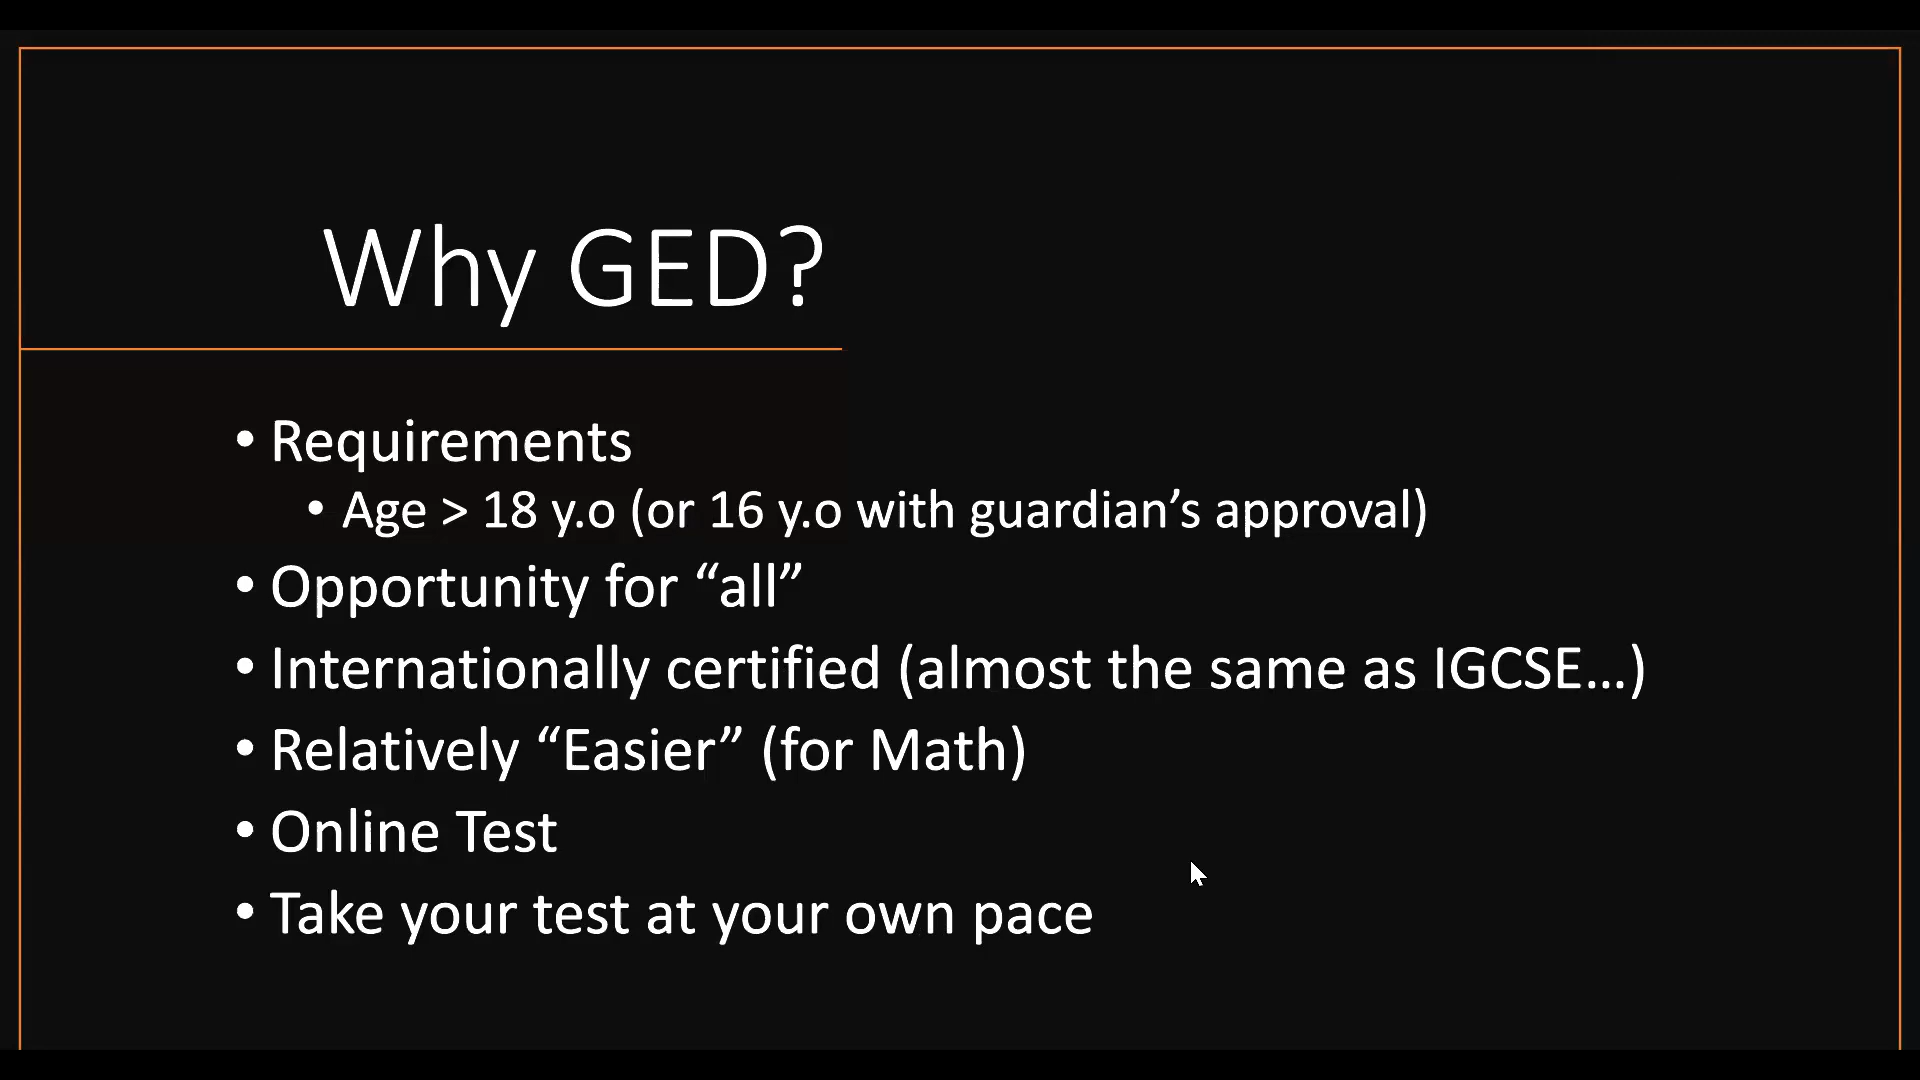 Why GED?
• Requirements
• Age > 18 y.o (or 16 y.o with guardian’s approval)
• Opportunity for “all”
• Internationally certified (almost the same as IGCSE…)
• Relatively “Easier” (for Math)
• Online Test
• Take your test at your own pace